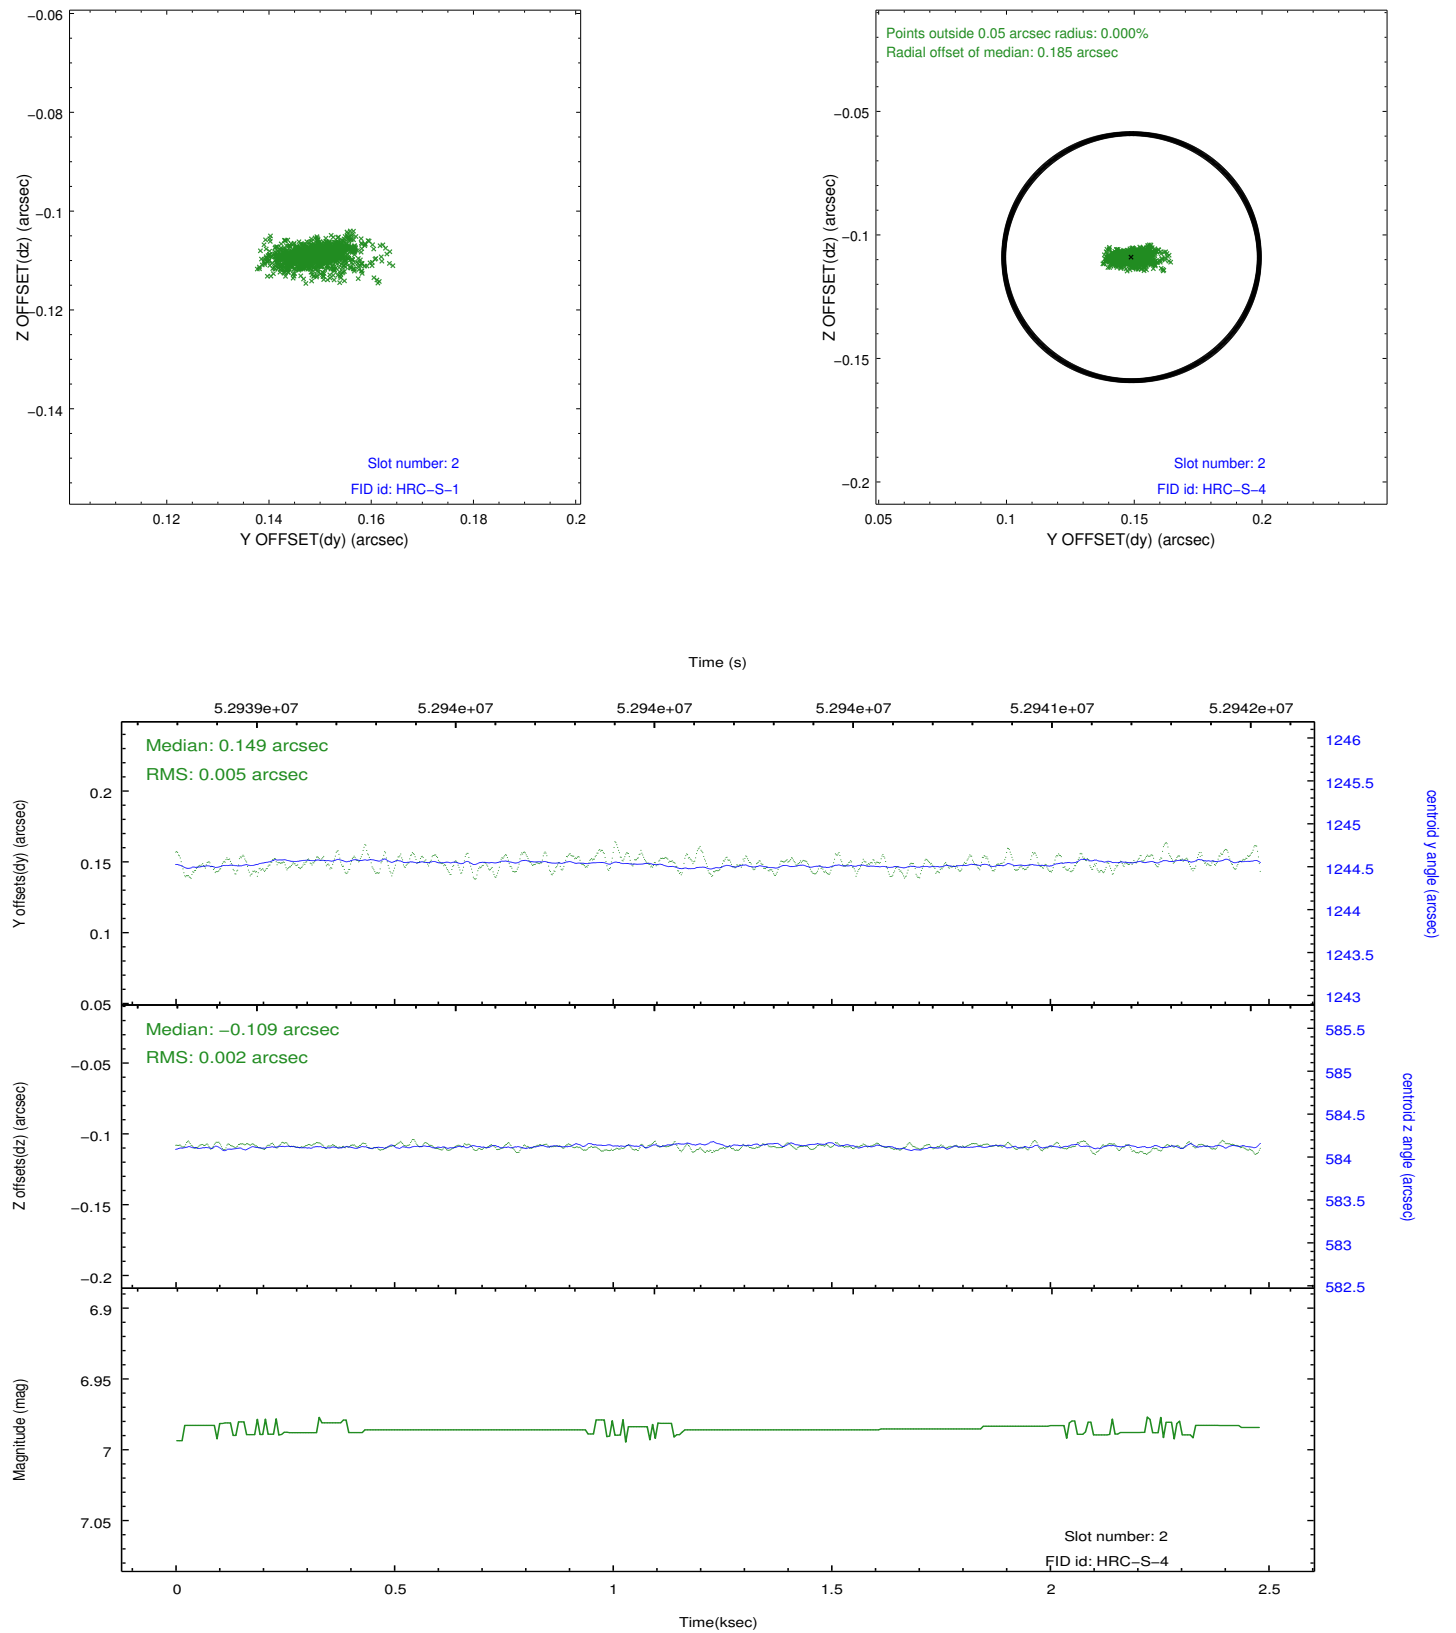 −0.06
−0.08
−0.1
−0.12
−0.14
Z OFFSET(dz) (arcsec)
Slot number: 2
FID id: HRC−S−1
0.12 0.14 0.16 0.18 0.2
Y OFFSET(dy) (arcsec)
Points outside 0.05 arcsec radius: 0.000%
Radial offset of median: 0.185 arcsec
−0.05
−0.1
−0.15
−0.2
Z OFFSET(dz) (arcsec)
Slot number: 2
FID id: HRC−S−4
0.05 0.1 0.15 0.2
Y OFFSET(dy) (arcsec)
Time (s)
5.2939e+07 5.294e+07 5.294e+07 5.294e+07 5.2941e+07 5.2942e+07
Median: 0.149 arcsec
RMS: 0.005 arcsec
Y offsets(dy) (arcsec)
0.2
0.15
0.1
0.05
1246
1245.5
1245
1244.5
1244
1243.5
1243
centroid y angle (arcsec)
Median: −0.109 arcsec
RMS: 0.002 arcsec
Z offsets(dz) (arcsec)
−0.05
−0.1
−0.15
−0.2
585.5
585
584.5
584
583.5
583
582.5
centroid z angle (arcsec)
Magnitude (mag)
6.9
6.95
7
7.05
Slot number: 2
FID id: HRC−S−4
0 0.5 1 1.5 2 2.5
Time(ksec)